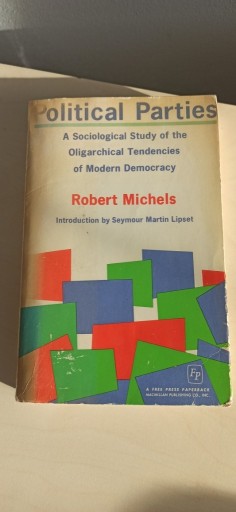 Political Parties
A Sociological Study of the
Oligarchical Tendencies
of Modern Democracy
Robert Michels
Introduction by Seymour Martin Lipset
FP
A FREE PRESS PAPERBACK
MACMILLAN PUBLISHING CO., INC.